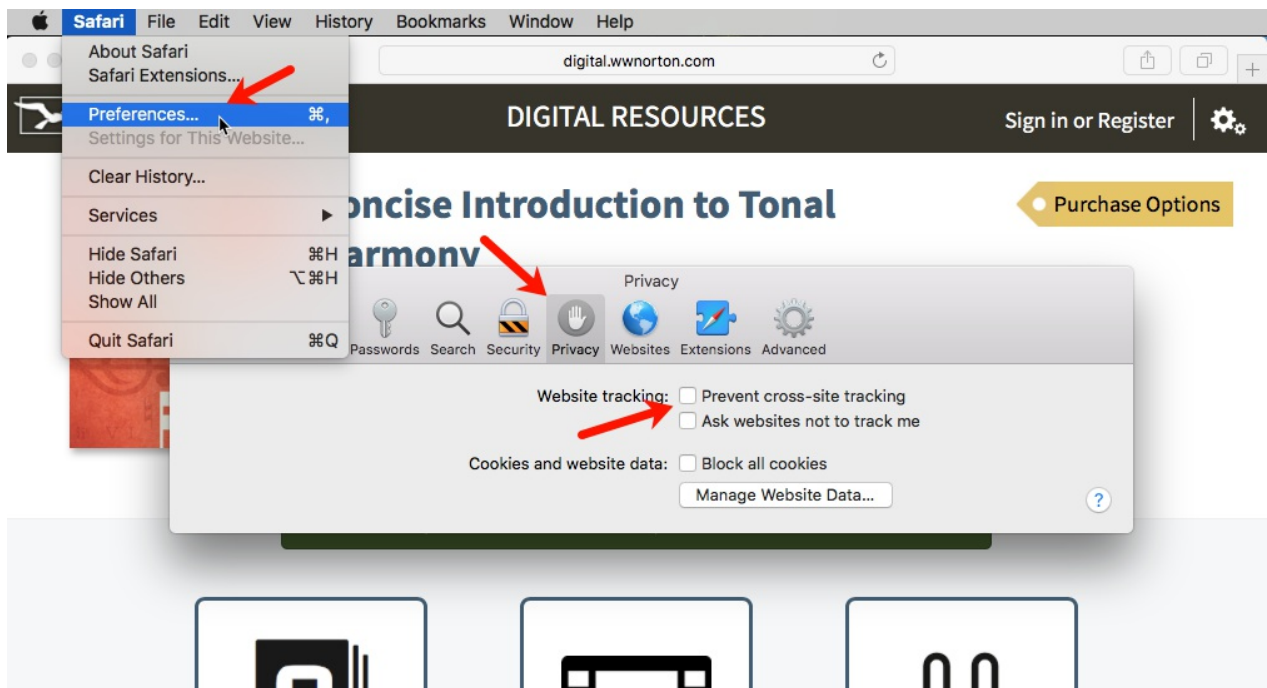 Safari File Edit View History Bookmarks Window Help
About Safari
Safari Extensions...
Preferences... ⌘,
Settings for This Website...
Clear History...
Services ▶
Hide Safari ⌘H
Hide Others ⌥⌘H
Show All
Quit Safari ⌘Q
digital.wwnorton.com
DIGITAL RESOURCES
Sign in or Register
oncise Introduction to Tonal
armony
Purchase Options
Privacy
Passwords Search Security Privacy Websites Extensions Advanced
Website tracking: Prevent cross-site tracking
Ask websites not to track me
Cookies and website data: Block all cookies
Manage Website Data...
?